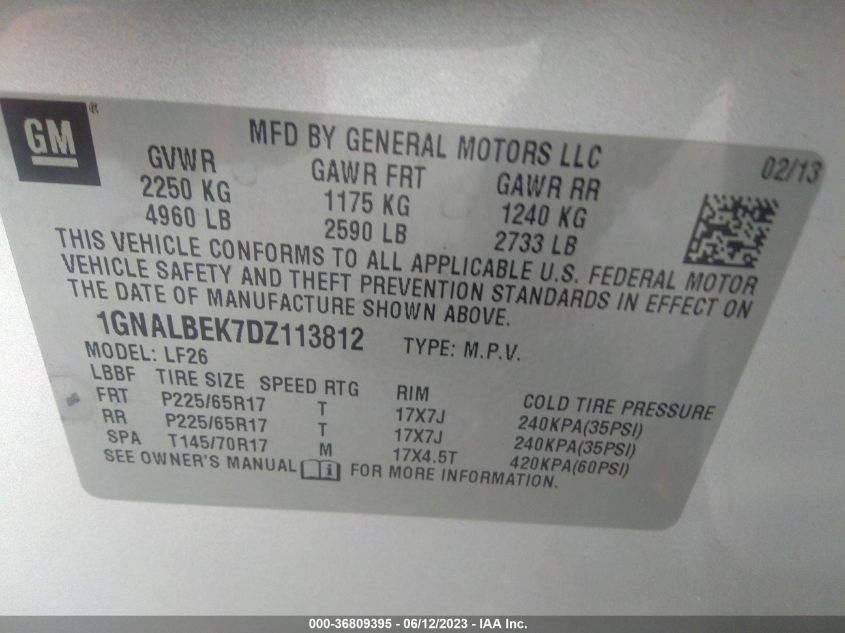 GM®
MFD BY GENERAL MOTORS LLC
02/13
GVWR GAWR FRT GAWR RR
2250 KG 1175 KG 1240 KG
4960 LB 2590 LB 2733 LB
THIS VEHICLE CONFORMS TO ALL APPLICABLE U.S. FEDERAL MOTOR
VEHICLE SAFETY AND THEFT PREVENTION STANDARDS IN EFFECT ON
THE DATE OF MANUFACTURE SHOWN ABOVE.
1GNALBEK7DZ113812 TYPE: M.P.V.
MODEL: LF26
LBBF TIRE SIZE SPEED RTG RIM COLD TIRE PRESSURE
FRT P225/65R17 T 17X7J 240KPA(35PSI)
RR P225/65R17 T 17X7J 240KPA(35PSI)
SPA T145/70R17 M 17X4.5T 420KPA(60PSI)
SEE OWNER'S MANUAL FOR MORE INFORMATION.
000-36809395 - 06/12/2023 - IAA Inc.